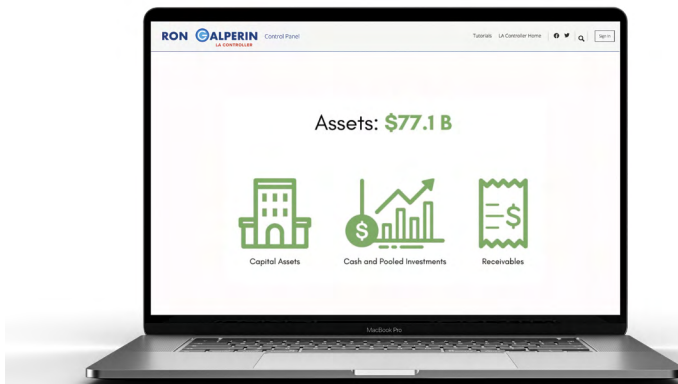 RON GALPERIN Control Panel Tutorials LA Controller Home Sign In
LA CONTROLLER
Assets: $77.1 B
$
$
Capital Assets Cash and Pooled Investments Receivables
MacBook Pro